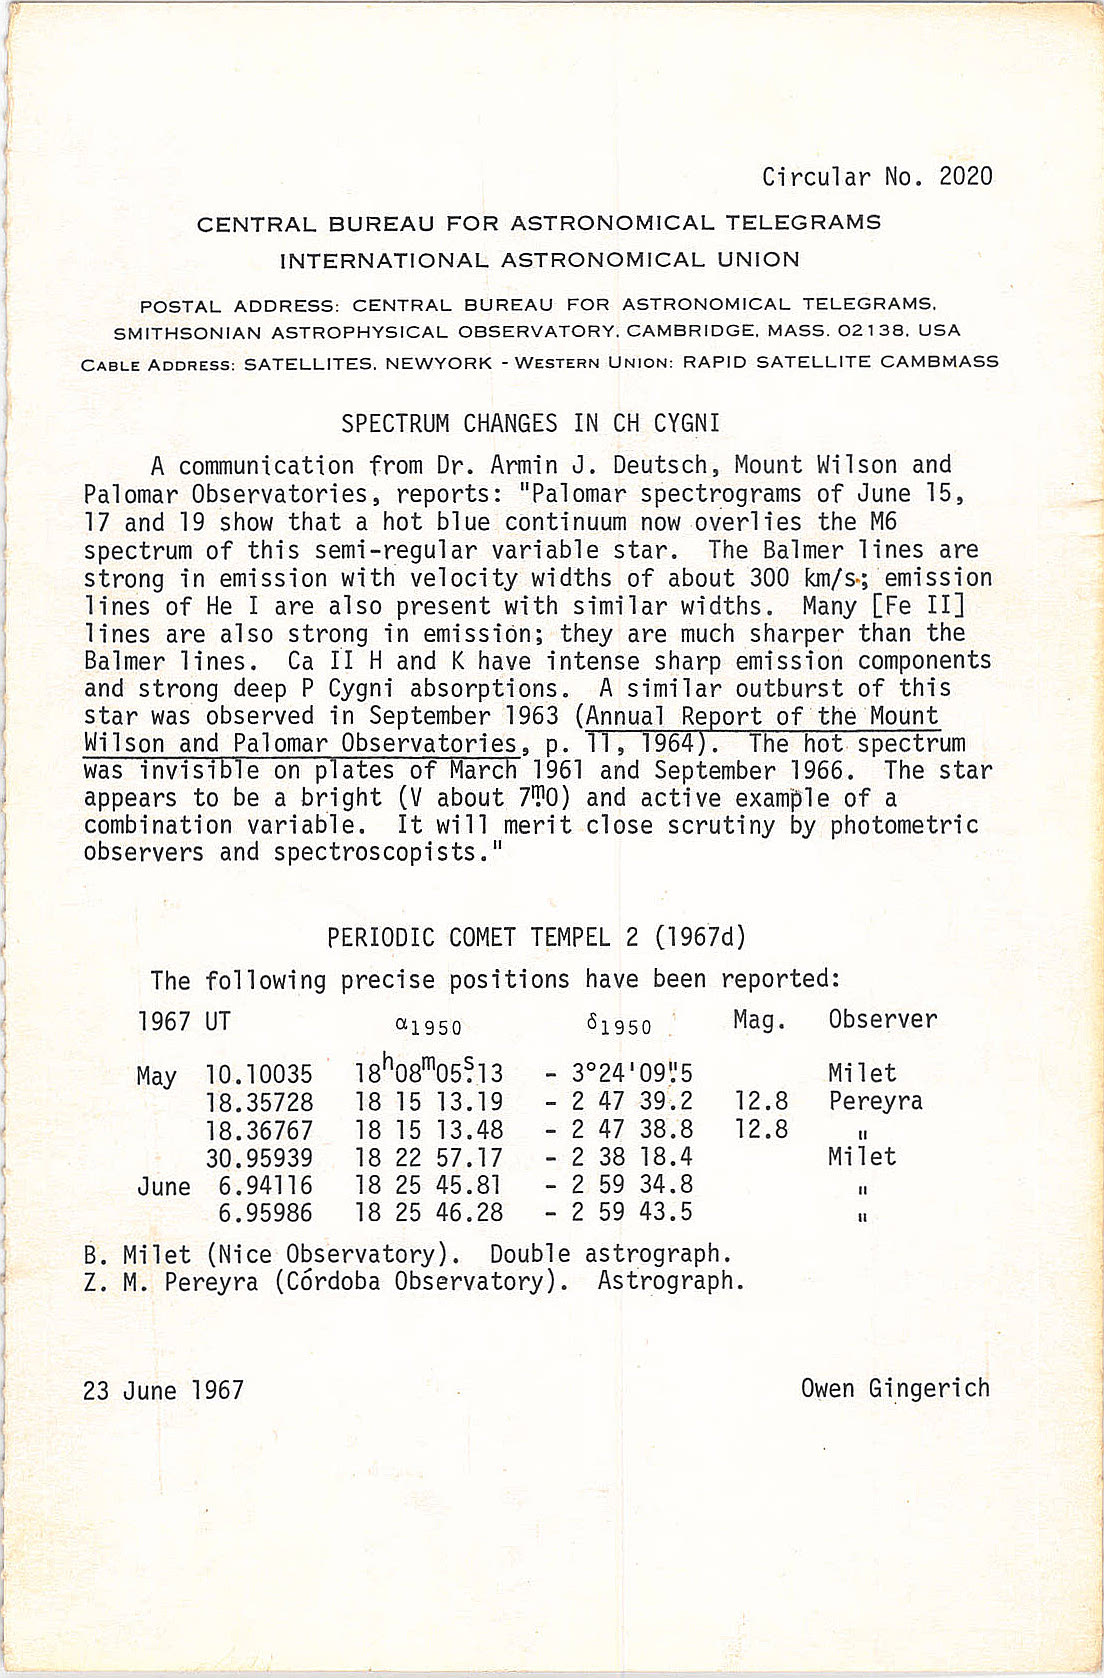 Circular No. 2020
CENTRAL BUREAU FOR ASTRONOMICAL TELEGRAMS
INTERNATIONAL ASTRONOMICAL UNION
POSTAL ADDRESS: CENTRAL BUREAU FOR ASTRONOMICAL TELEGRAMS,
SMITHSONIAN ASTROPHYSICAL OBSERVATORY, CAMBRIDGE, MASS. 02138, USA
CABLE ADDRESS: SATELLITES, NEWYORK - WESTERN UNION: RAPID SATELLITE CAMBMASS
SPECTRUM CHANGES IN CH CYGNI
A communication from Dr. Armin J. Deutsch, Mount Wilson and
Palomar Observatories, reports: "Palomar spectrograms of June 15,
17 and 19 show that a hot blue continuum now overlies the M6
spectrum of this semi-regular variable star. The Balmer lines are
strong in emission with velocity widths of about 300 km/s; emission
lines of He I are also present with similar widths. Many [Fe II]
lines are also strong in emission; they are much sharper than the
Balmer lines. Ca II H and K have intense sharp emission components
and strong deep P Cygni absorptions. A similar outburst of this
star was observed in September 1963 (Annual Report of the Mount
Wilson and Palomar Observatories, p. 11, 1964). The hot spectrum
was invisible on plates of March 1961 and September 1966. The star
appears to be a bright (V about 7ᵐ.0) and active example of a
combination variable. It will merit close scrutiny by photometric
observers and spectroscopists."
PERIODIC COMET TEMPEL 2 (1967d)
The following precise positions have been reported:
1967 UT α1950 δ1950 Mag. Observer
May 10.10035 18ʰ08ᵐ05ˢ.13 - 3°24'09".5 Milet
18.35728 18 15 13.19 - 2 47 39.2 12.8 Pereyra
18.36767 18 15 13.48 - 2 47 38.8 12.8 "
30.95939 18 22 57.17 - 2 38 18.4 Milet
June 6.94116 18 25 45.81 - 2 59 34.8 "
6.95986 18 25 46.28 - 2 59 43.5 "
B. Milet (Nice Observatory). Double astrograph.
Z. M. Pereyra (Córdoba Observatory). Astrograph.
23 June 1967 Owen Gingerich